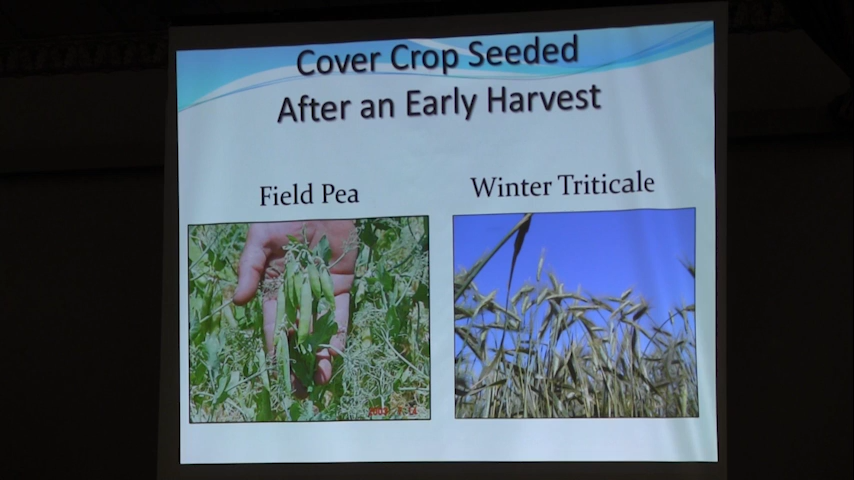 Cover Crop Seeded
After an Early Harvest
Field Pea
Winter Triticale